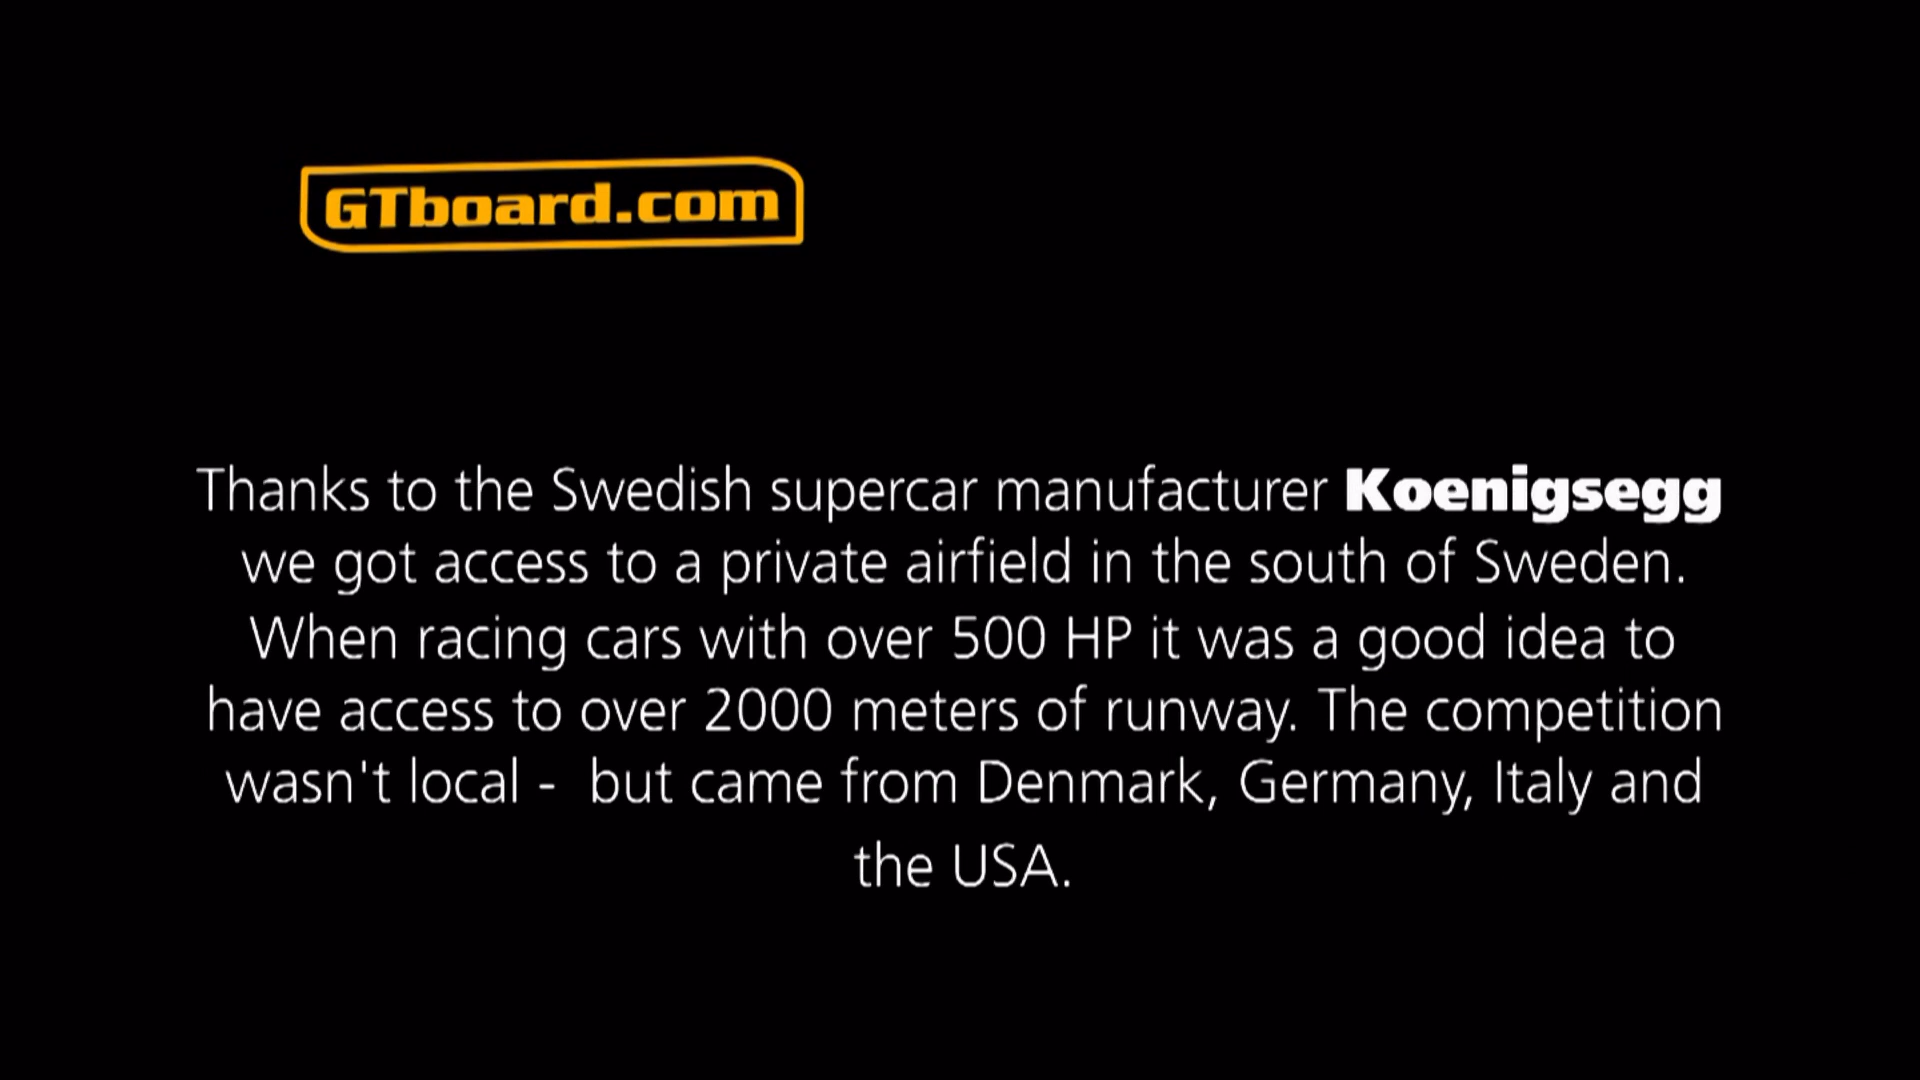 GTboard.com
Thanks to the Swedish supercar manufacturer Koenigsegg
we got access to a private airfield in the south of Sweden.
When racing cars with over 500 HP it was a good idea to
have access to over 2000 meters of runway. The competition
wasn't local -  but came from Denmark, Germany, Italy and
the USA.